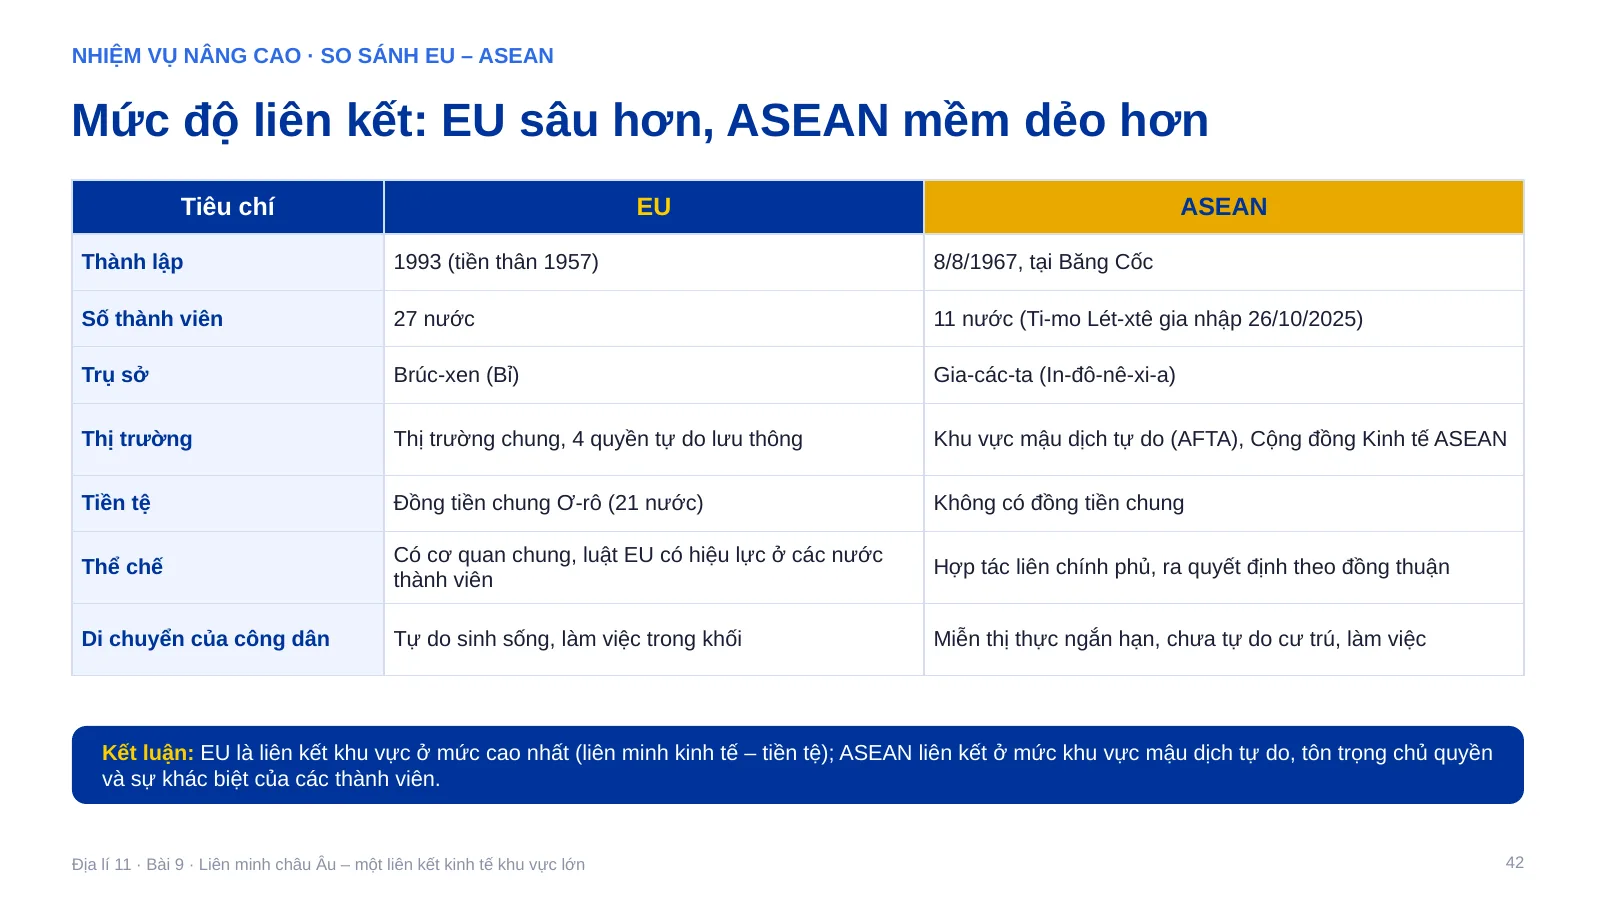 NHIỆM VỤ NÂNG CAO · SO SÁNH EU – ASEAN
Mức độ liên kết: EU sâu hơn, ASEAN mềm dẻo hơn
Tiêu chí
EU
ASEAN
Thành lập
1993 (tiền thân 1957)
8/8/1967, tại Băng Cốc
Số thành viên
27 nước
11 nước (Ti-mo Lét-xtê gia nhập 26/10/2025)
Trụ sở
Brúc-xen (Bỉ)
Gia-các-ta (In-đô-nê-xi-a)
Thị trường
Thị trường chung, 4 quyền tự do lưu thông
Khu vực mậu dịch tự do (AFTA), Cộng đồng Kinh tế ASEAN
Tiền tệ
Đồng tiền chung Ơ-rô (21 nước)
Không có đồng tiền chung
Thể chế
Có cơ quan chung, luật EU có hiệu lực ở các nước
thành viên
Hợp tác liên chính phủ, ra quyết định theo đồng thuận
Di chuyển của công dân
Tự do sinh sống, làm việc trong khối
Miễn thị thực ngắn hạn, chưa tự do cư trú, làm việc
Kết luận: EU là liên kết khu vực ở mức cao nhất (liên minh kinh tế – tiền tệ); ASEAN liên kết ở mức khu vực mậu dịch tự do, tôn trọng chủ quyền
và sự khác biệt của các thành viên.
Địa lí 11 · Bài 9 · Liên minh châu Âu – một liên kết kinh tế khu vực lớn
42